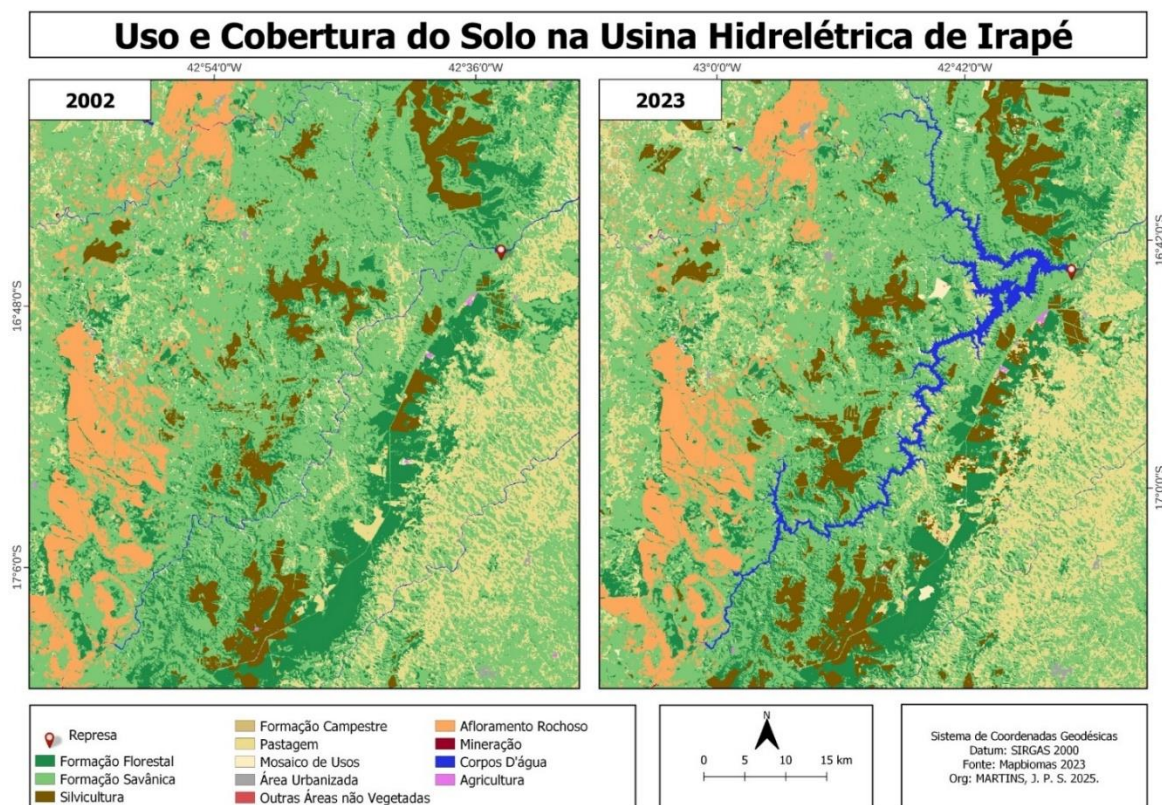 Uso e Cobertura do Solo na Usina Hidrelétrica de Irapé
42°54'0"W
42°36'0"W
43°0'0"W
42°42'0"W
2002
2023
16°48'0"S
17°6'0"S
16°42'0"S
17°0'0"S
Represa
Formação Florestal
Formação Savânica
Silvicultura
Formação Campestre
Pastagem
Mosaico de Usos
Área Urbanizada
Outras Áreas não Vegetadas
Afloramento Rochoso
Mineração
Corpos D'água
Agricultura
N
0 5 10 15 km
Sistema de Coordenadas Geodésicas
Datum: SIRGAS 2000
Fonte: Mapbiomas 2023
Org: MARTINS, J. P. S. 2025.